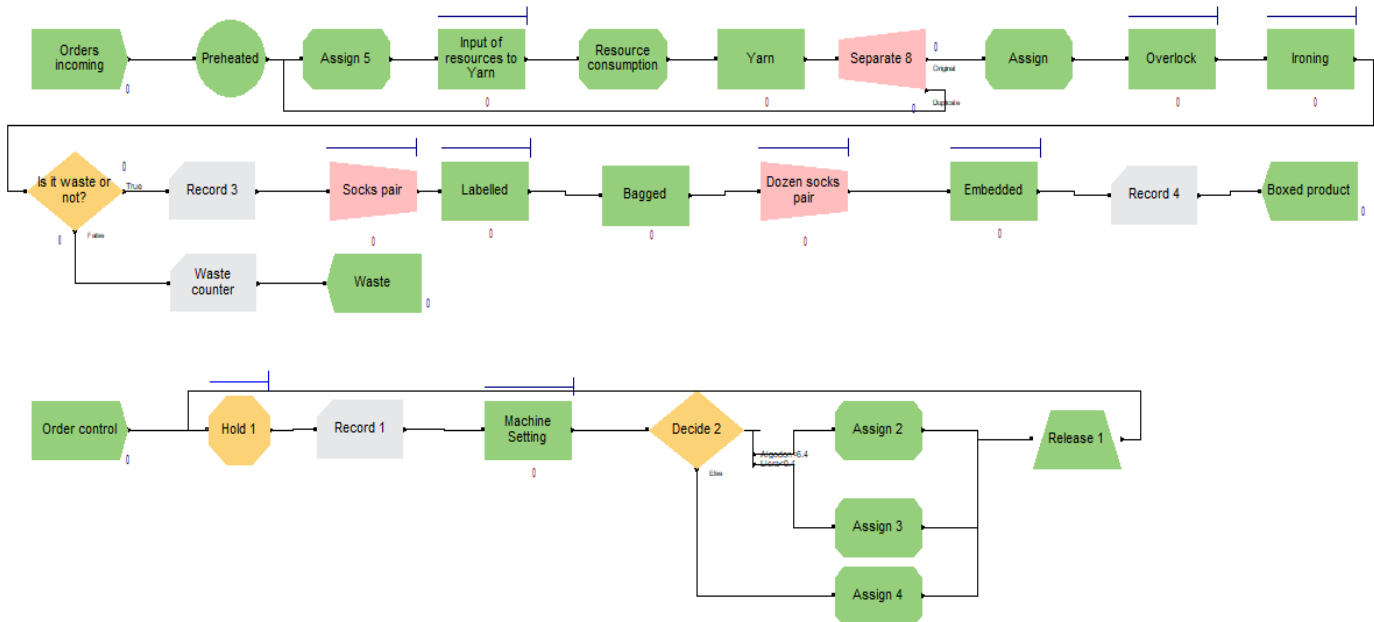 Orders
incoming
Preheated
Assign 5
Input of
resources to
Yarn
Resource
consumption
Yarn
Separate 8
Assign
Overlock
Ironing
0
0
0
0
Original
0
Duplicate
0
0
Is it waste or
not?
0
True
0
False
Record 3
Socks pair
0
Labelled
0
Bagged
0
Dozen socks
pair
0
Embedded
0
Record 4
Boxed product
0
Waste
counter
Waste
0
Order control
0
Hold 1
Record 1
Machine
Setting
0
Decide 2
Else
Assign 2
Assign 3
Assign 4
Release 1